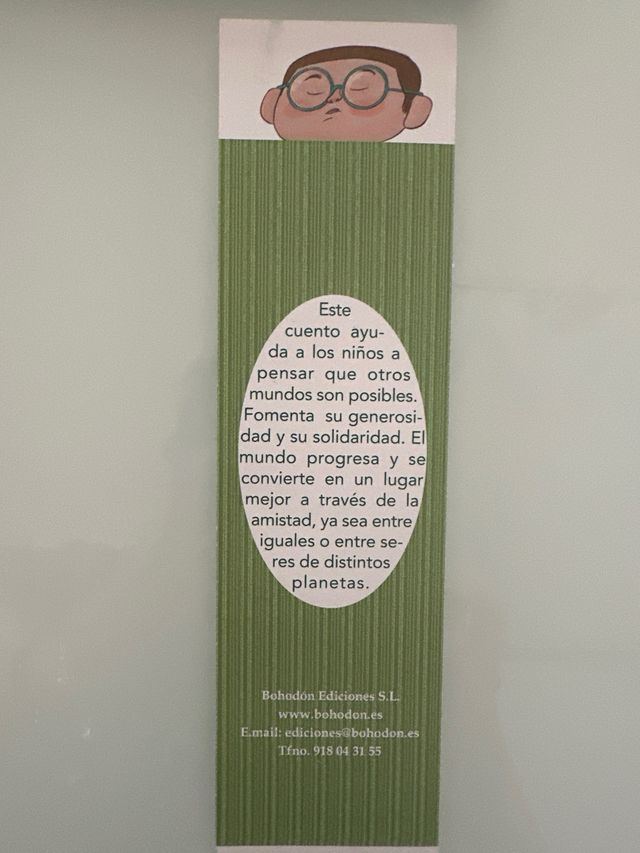 Este
cuento ayu-
da a los niños a
pensar que otros
mundos son posibles.
Fomenta su generosi-
dad y su solidaridad. El
mundo progresa y se
convierte en un lugar
mejor a través de la
amistad, ya sea entre
iguales o entre se-
res de distintos
planetas.
Bohodón Ediciones S.L.
www.bohodon.es
E.mail: ediciones@bohodon.es
Tfno. 918 04 31 55